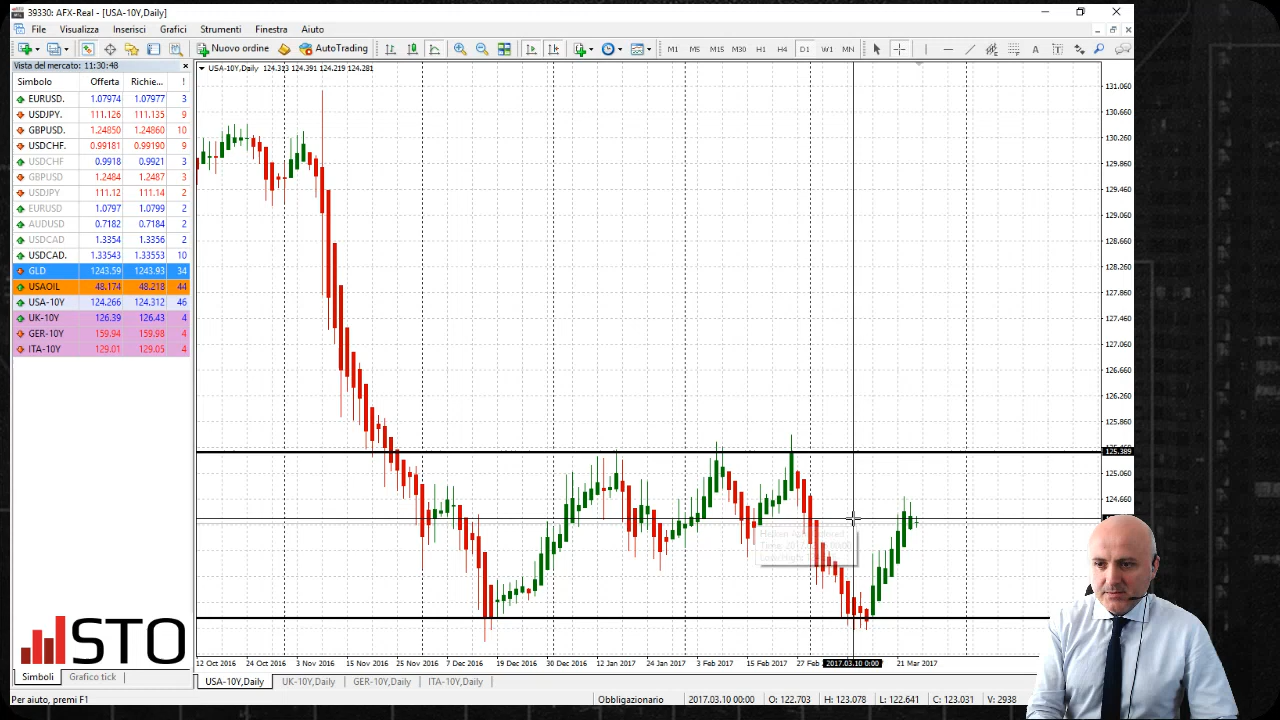 39330: AFX-Real - [USA-10Y,Daily]
File Visualizza Inserisci Grafici Strumenti Finestra Aiuto
Nuovo ordine AutoTrading M1 M5 M15 M30 H1 H4 D1 W1 MN
Vista del mercato: 11:30:48
Simbolo Offerta Richie... !
EURUSD. 1.07974 1.07977 3
USDJPY. 111.126 111.135 9
GBPUSD. 1.24850 1.24860 10
USDCHF. 0.99181 0.99190 9
USDCHF 0.9918 0.9921 3
GBPUSD 1.2484 1.2487 3
USDJPY 111.12 111.14 2
EURUSD 1.0797 1.0799 2
AUDUSD 0.7182 0.7184 2
USDCAD 1.3354 1.3356 2
USDCAD. 1.33543 1.33553 10
GLD 1243.59 1243.93 34
USAOIL 48.174 48.218 44
USA-10Y 124.266 124.312 46
UK-10Y 126.39 126.43 4
GER-10Y 159.94 159.98 4
ITA-10Y 129.01 129.05 4
STO
Simboli Tick grafico
USA-10Y,Daily 124.313 124.391 124.219 124.281
131.060
130.660
130.260
129.860
129.460
129.060
128.660
128.260
127.860
127.460
127.060
126.660
126.260
125.860
125.389
125.060
124.660
12 Oct 2016 24 Oct 2016 3 Nov 2016 15 Nov 2016 25 Nov 2016 7 Dec 2016 19 Dec 2016 30 Dec 2016 12 Jan 2017 24 Jan 2017 3 Feb 2017 15 Feb 2017 27 Feb 2017.03.10 0:00 21 Mar 2017
USA-10Y,Daily UK-10Y,Daily GER-10Y,Daily ITA-10Y,Daily
Per aiuto, premi F1 Obbligazionario 2017.03.10 00:00 O: 122.703 H: 123.078 L: 122.641 C: 123.031 V: 2938